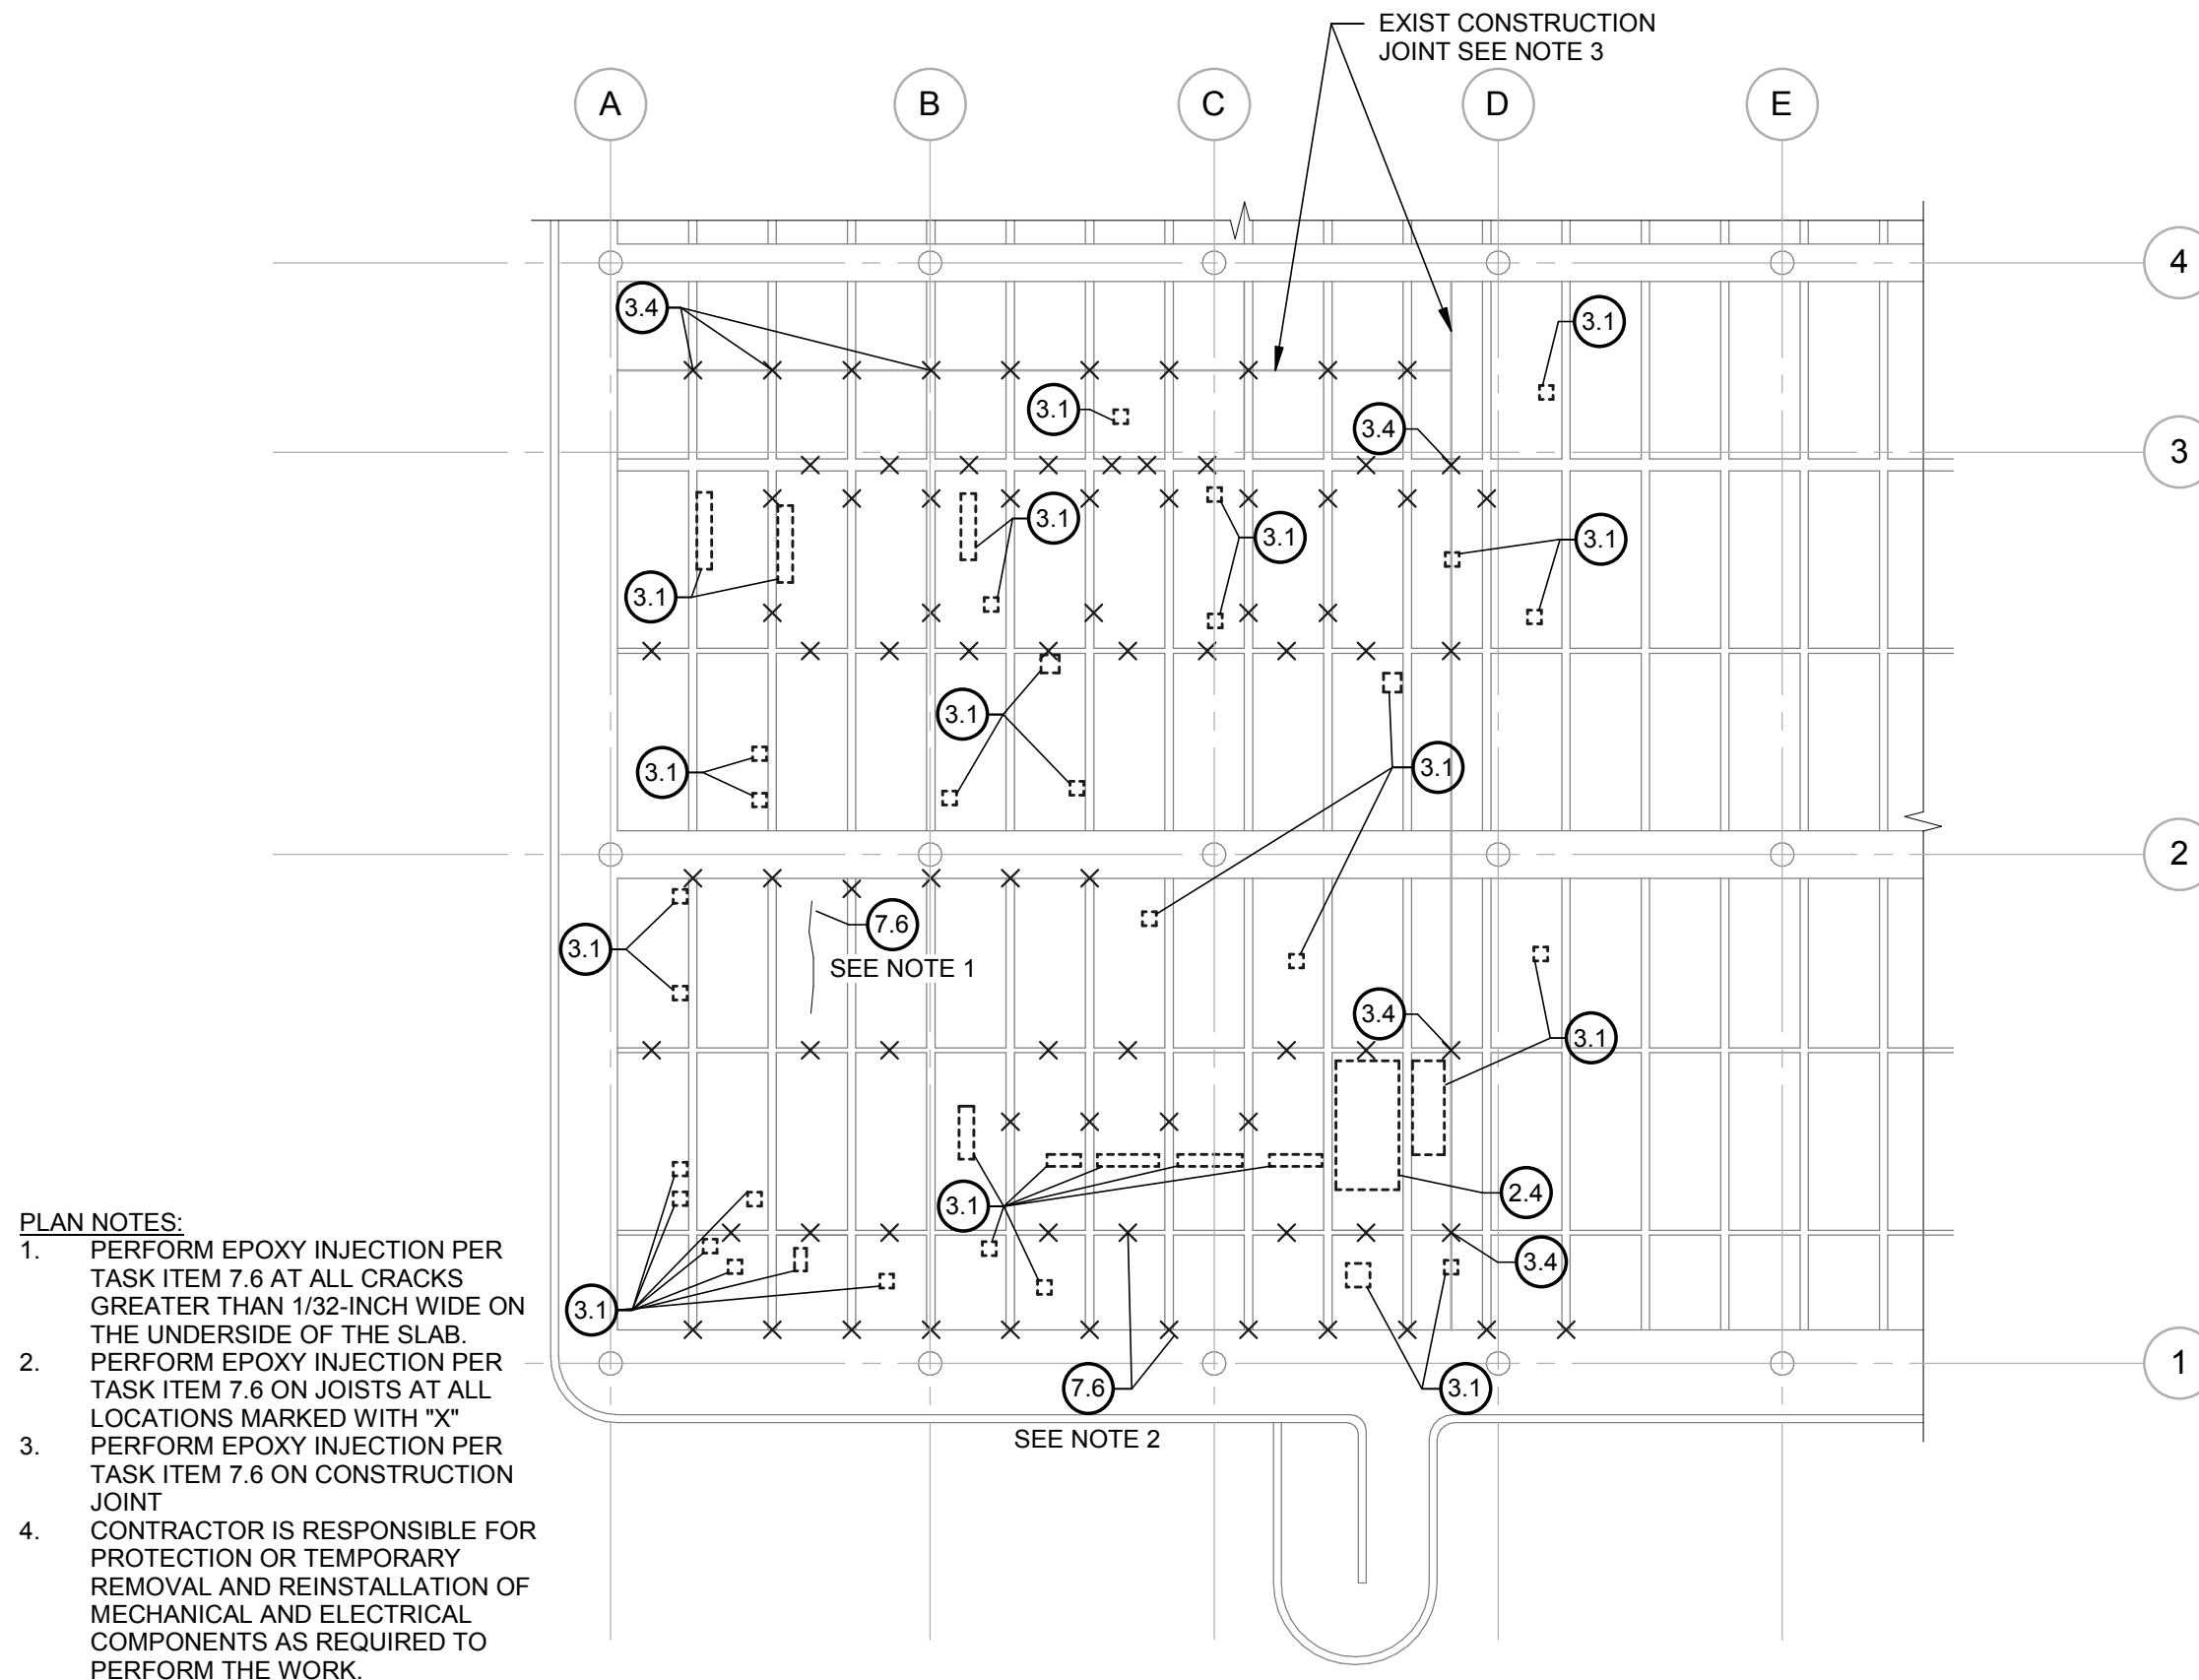 EXIST CONSTRUCTION
JOINT SEE NOTE 3
A
B
C
D
E
4
3.4
3.1
3.1
3.4
3
3.1
3.1
3.1
3.1
3.1
3.1
3.1
2
7.6
3.1
SEE NOTE 1
3.4
3.1
2.4
3.1
3.4
3.1
1
7.6
3.1
SEE NOTE 2
PLAN NOTES:
1. PERFORM EPOXY INJECTION PER
TASK ITEM 7.6 AT ALL CRACKS
GREATER THAN 1/32-INCH WIDE ON
THE UNDERSIDE OF THE SLAB.
2. PERFORM EPOXY INJECTION PER
TASK ITEM 7.6 ON JOISTS AT ALL
LOCATIONS MARKED WITH "X"
3. PERFORM EPOXY INJECTION PER
TASK ITEM 7.6 ON CONSTRUCTION
JOINT
4. CONTRACTOR IS RESPONSIBLE FOR
PROTECTION OR TEMPORARY
REMOVAL AND REINSTALLATION OF
MECHANICAL AND ELECTRICAL
COMPONENTS AS REQUIRED TO
PERFORM THE WORK.